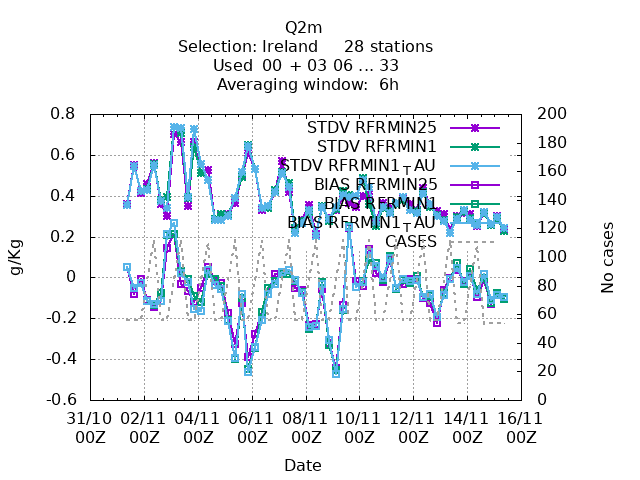 Q2m
Selection: Ireland 28 stations
Used 00 + 03 06 ... 33
Averaging window: 6h
0.8
0.6
0.4
0.2
0
-0.2
-0.4
-0.6
g/Kg
200
180
160
140
120
100
80
60
40
20
0
No cases
STDV RFRMIN25
STDV RFRMIN1
STDV RFRMIN1_AU
BIAS RFRMIN25
BIAS RFRMIN1
BIAS RFRMIN1_AU
CASES
31/10 02/11 04/11 06/11 08/11 10/11 12/11 14/11 16/11
00Z 00Z 00Z 00Z 00Z 00Z 00Z 00Z 00Z
Date